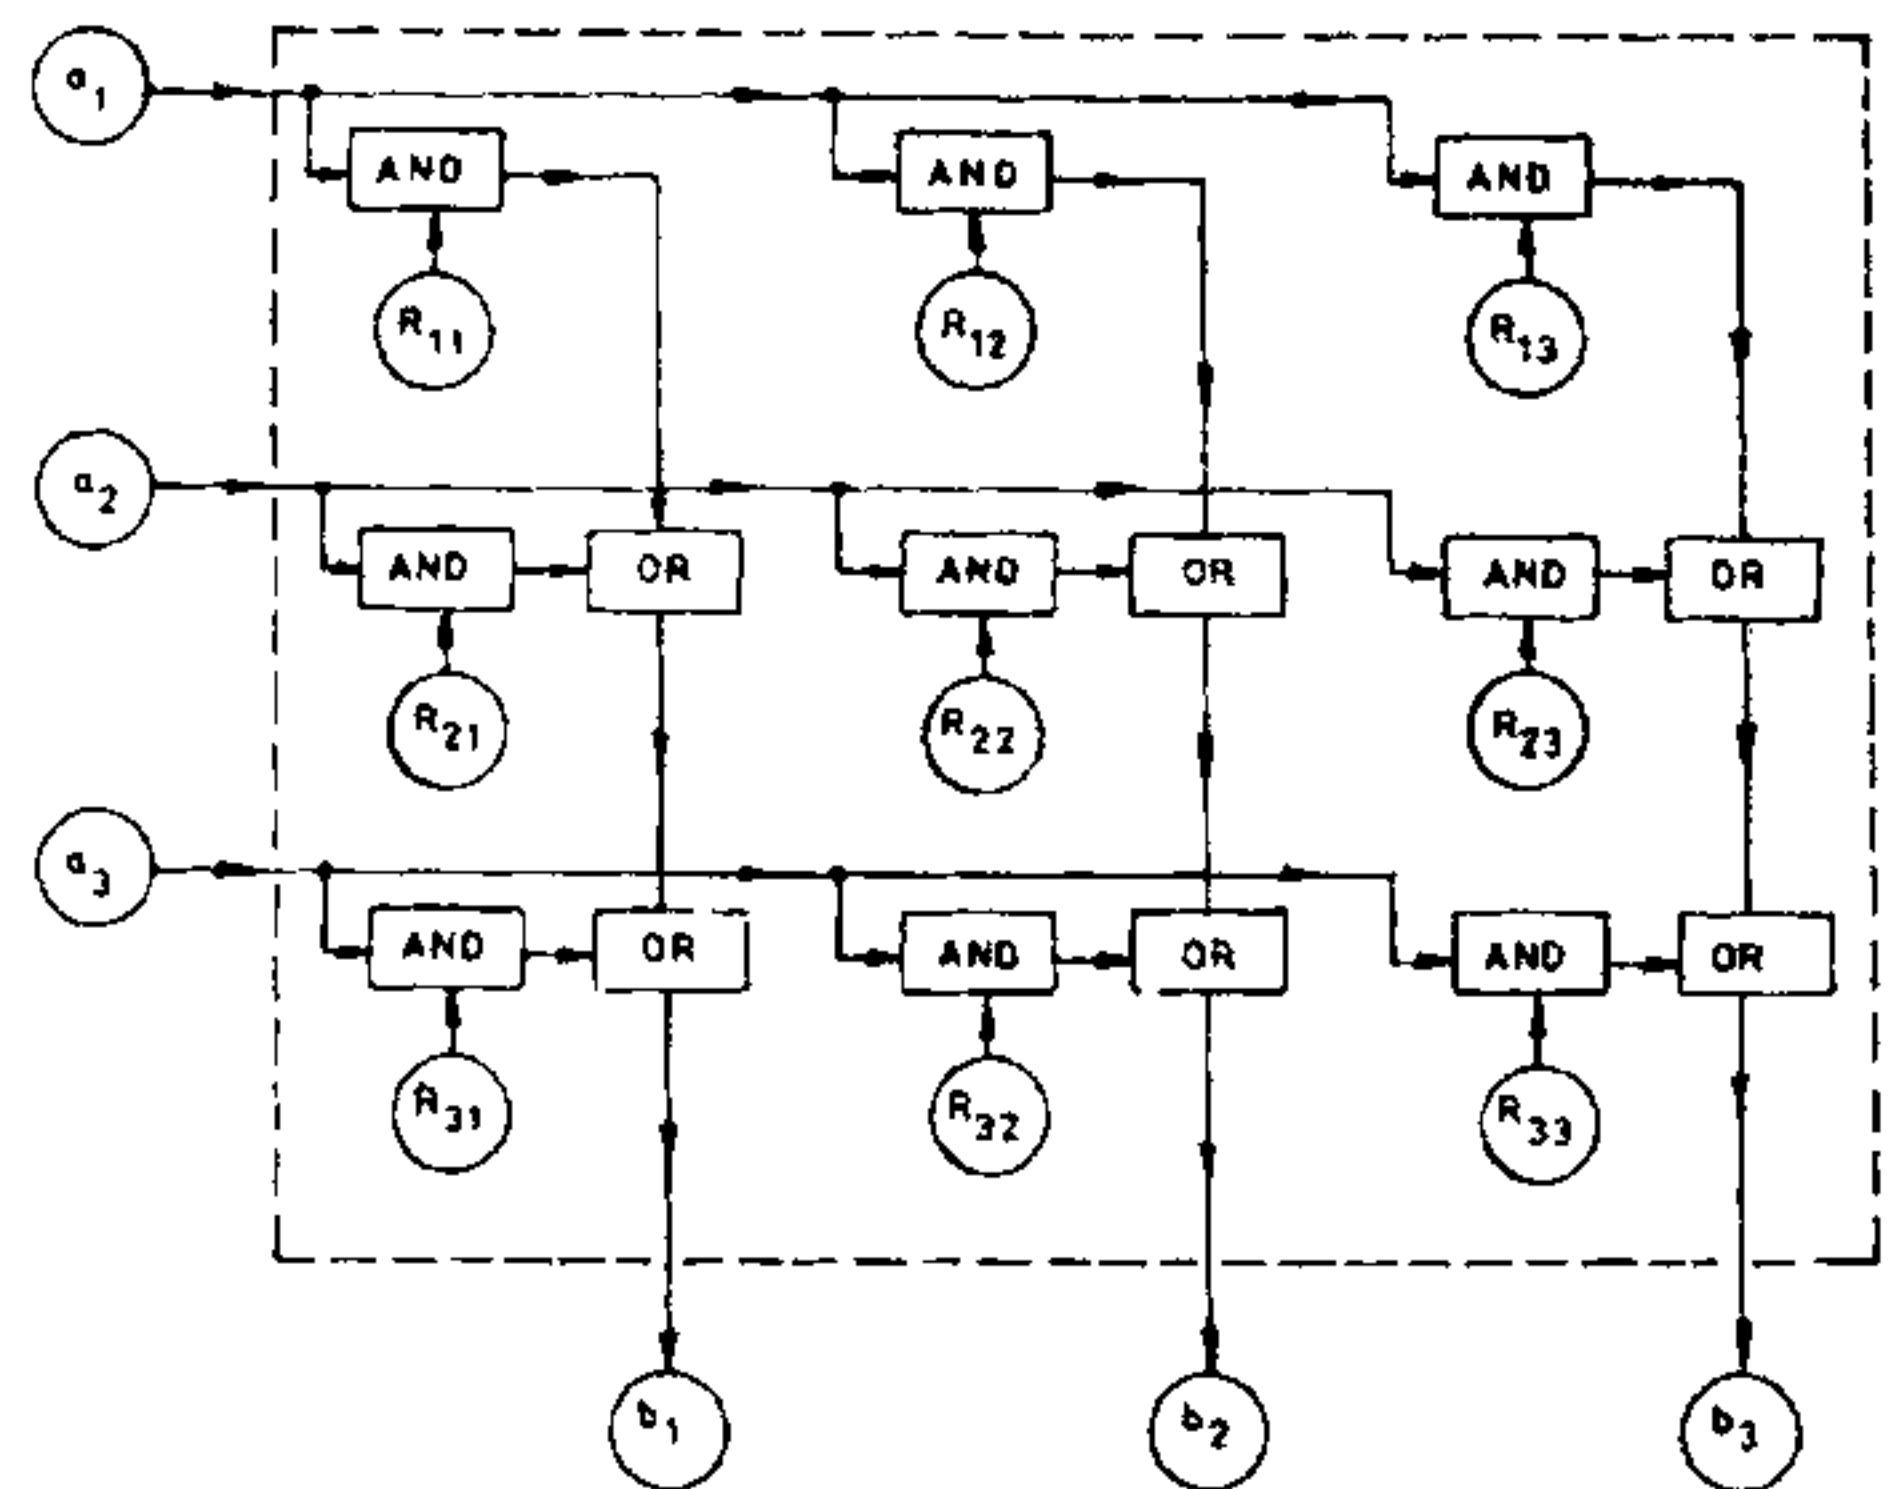 a1
AND AND AND
R11 R12 R13
a2
AND OR AND OR AND OR
R21 R22 R23
a3
AND OR AND OR AND OR
R31 R32 R33
b1 b2 b3